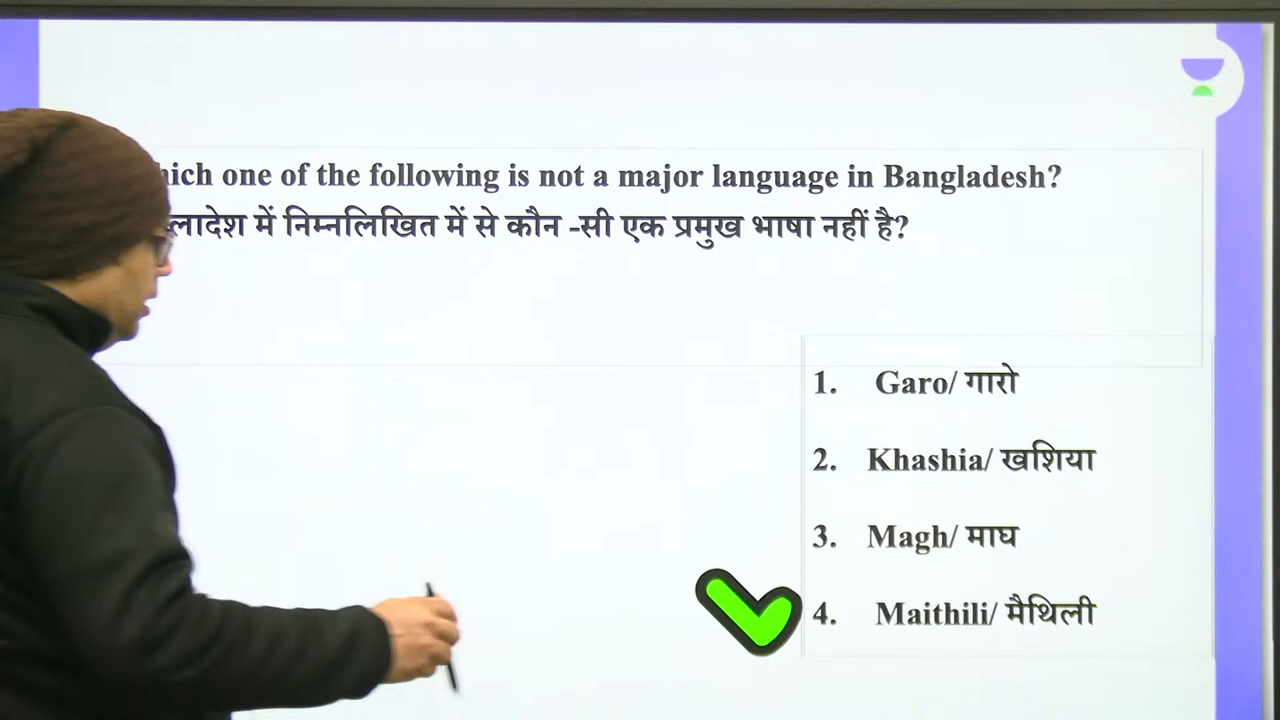 one of the following is not a major language in Bangladesh?
में निम्नलिखित में से कौन -सी एक प्रमुख भाषा नहीं है?
1. Garo/ गारो
2. Khashia/ खशिया
3. Magh/ माघ
4. Maithili/ मैथिली